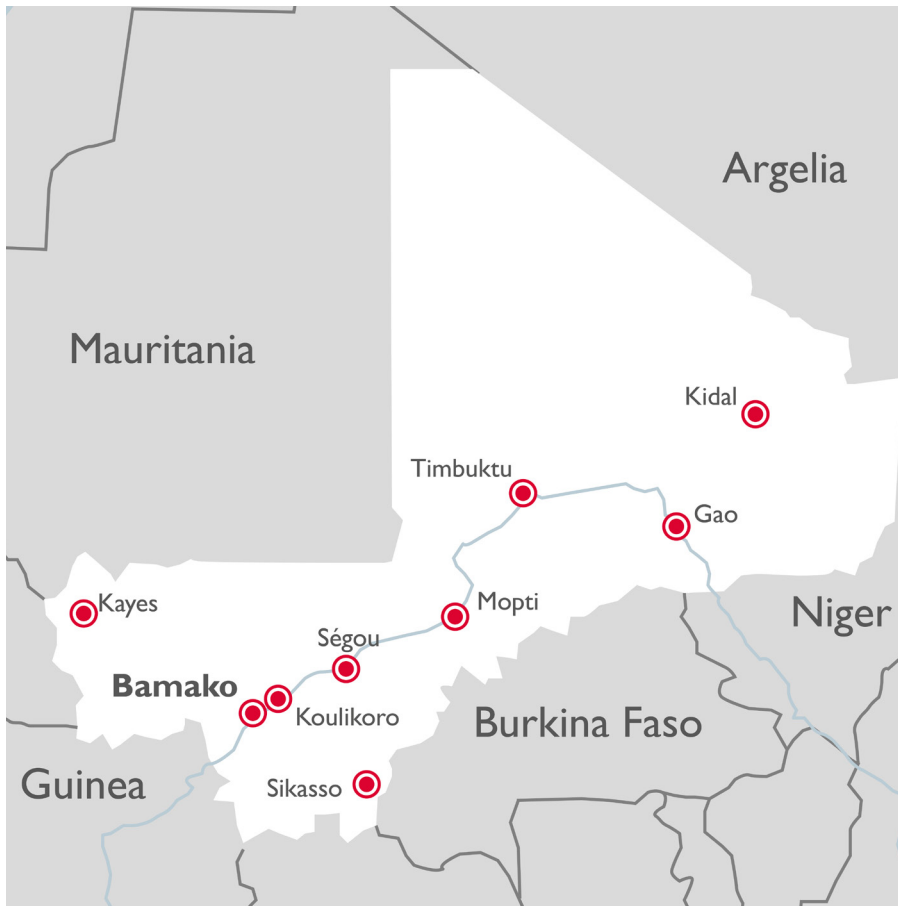 Argelia
Mauritania
Kidal
Timbuktu
Gao
Kayes
Mopti
Niger
Ségou
Bamako
Koulikoro
Burkina Faso
Guinea
Sikasso